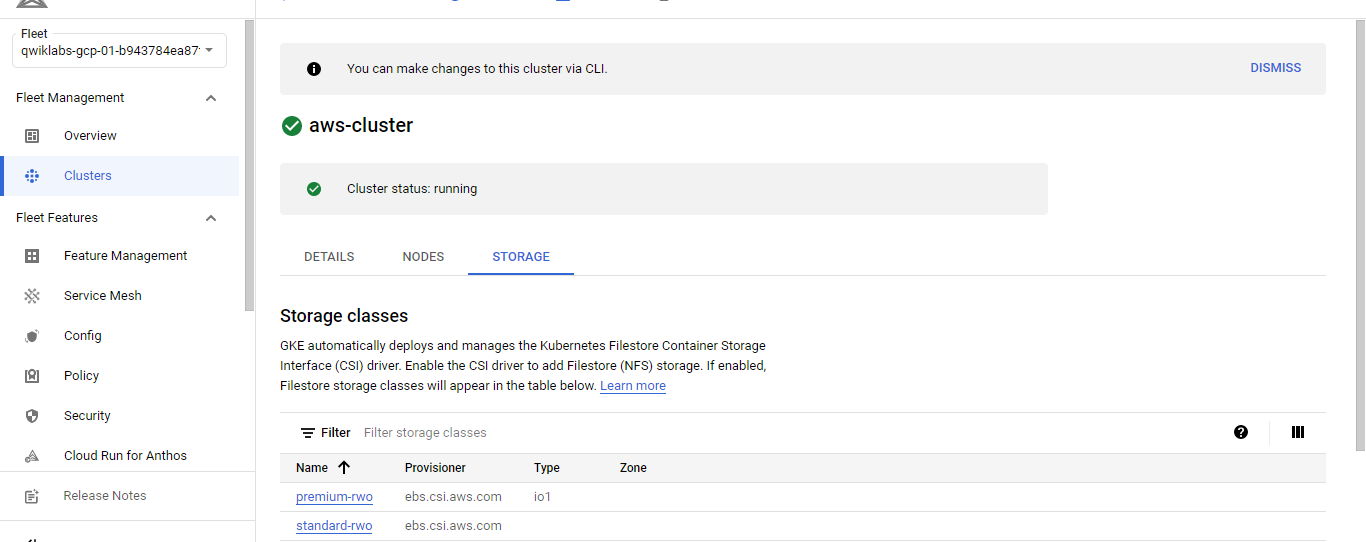 Fleet
qwiklabs-gcp-01-b943784ea87
Fleet Management
Overview
Clusters
Fleet Features
Feature Management
Service Mesh
Config
Policy
Security
Cloud Run for Anthos
Release Notes
You can make changes to this cluster via CLI.
DISMISS
aws-cluster
Cluster status: running
DETAILS NODES STORAGE
Storage classes
GKE automatically deploys and manages the Kubernetes Filestore Container Storage
Interface (CSI) driver. Enable the CSI driver to add Filestore (NFS) storage. If enabled,
Filestore storage classes will appear in the table below. Learn more
Filter Filter storage classes
Name Provisioner Type Zone
premium-rwo ebs.csi.aws.com io1
standard-rwo ebs.csi.aws.com